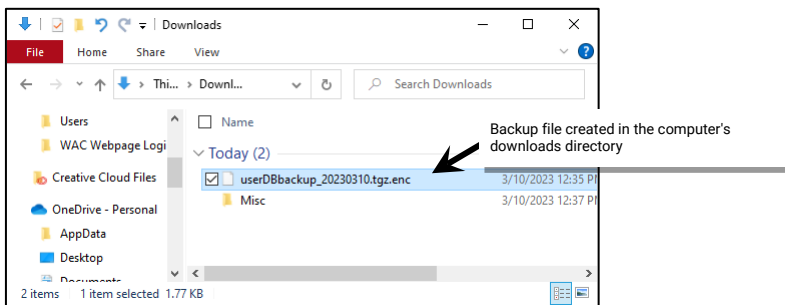 Downloads
File Home Share View
Thi... Downl... Search Downloads
Users
WAC Webpage Logi
Creative Cloud Files
OneDrive - Personal
AppData
Desktop
Documents
Name
Today (2)
userDBbackup_20230310.tgz.enc 3/10/2023 12:35 PM
Misc 3/10/2023 12:37 PM
Backup file created in the computer's
downloads directory
2 items 1 item selected 1.77 KB